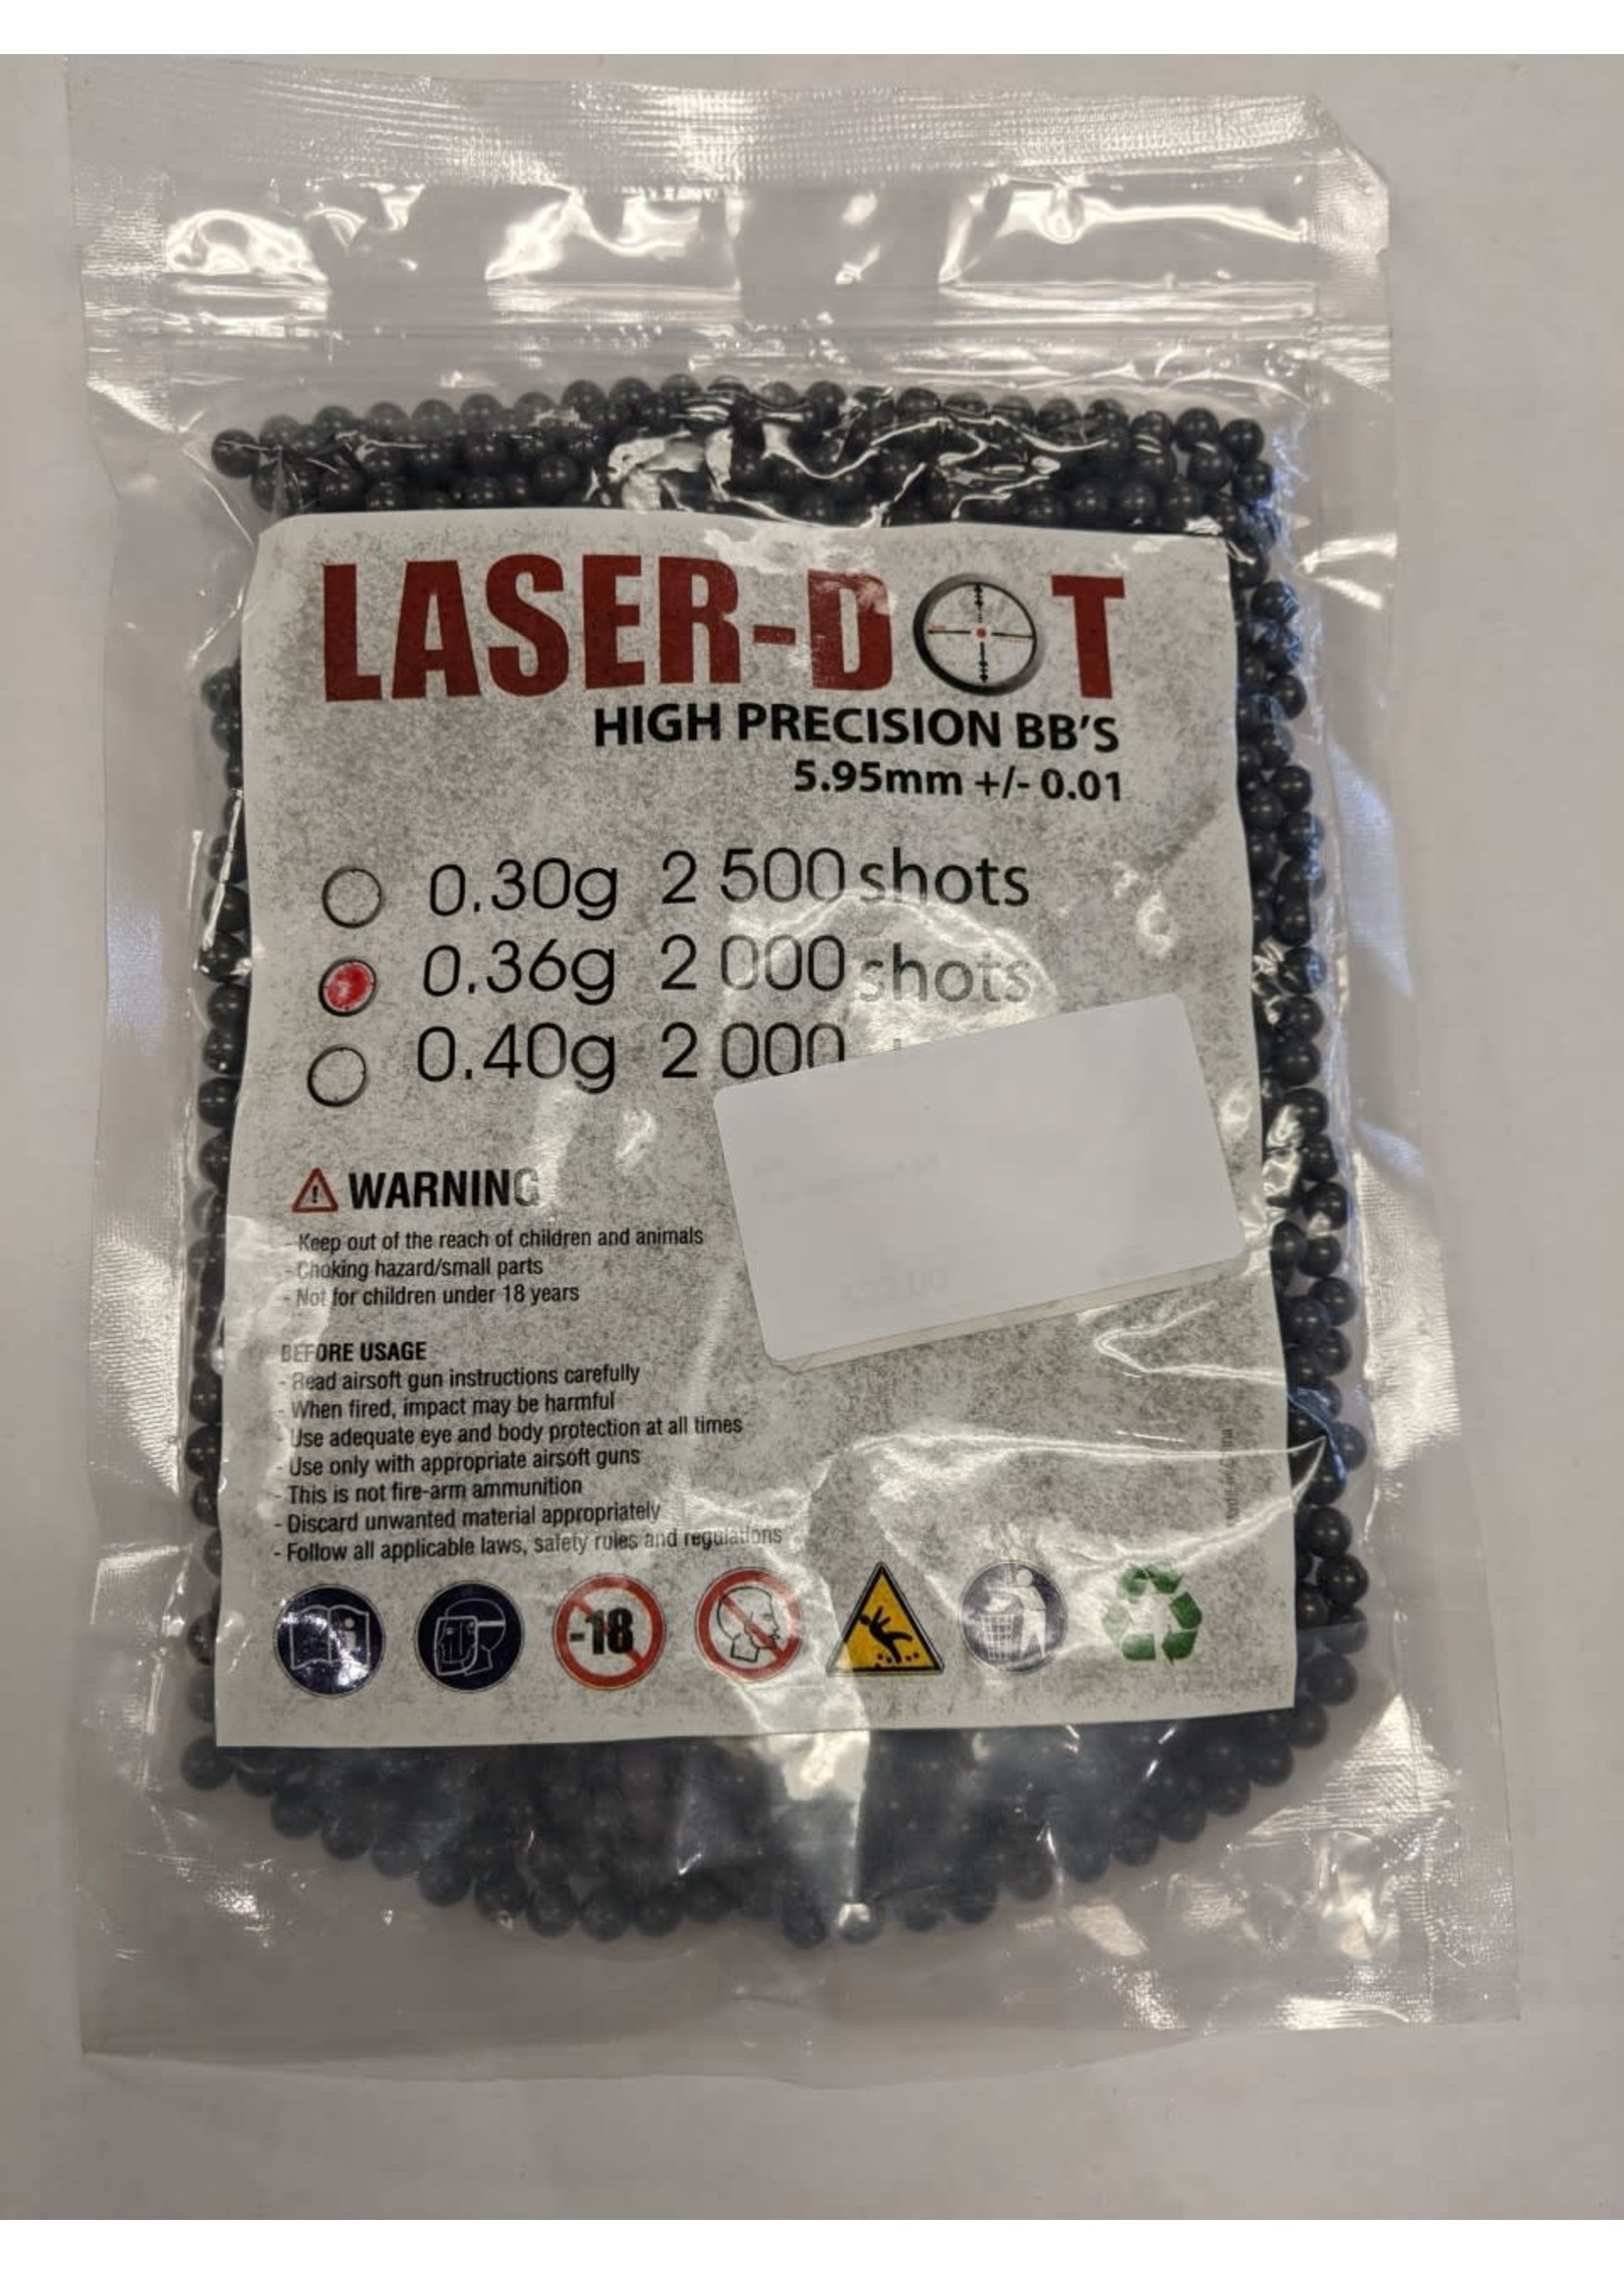 LASER-DOT
HIGH PRECISION BB'S
5.95mm +/- 0.01
0.30g 2 500 shots
0.36g 2 000 shots
0.40g 2 000
WARNING
- Keep out of the reach of children and animals
- Choking hazard/small parts
- Not for children under 18 years
BEFORE USAGE
- Read airsoft gun instructions carefully
- When fired, impact may be harmful
- Use adequate eye and body protection at all times
- Use only with appropriate airsoft guns
- This is not fire-arm ammunition
- Discard unwanted material appropriately
- Follow all applicable laws, safety rules and regulations
-18